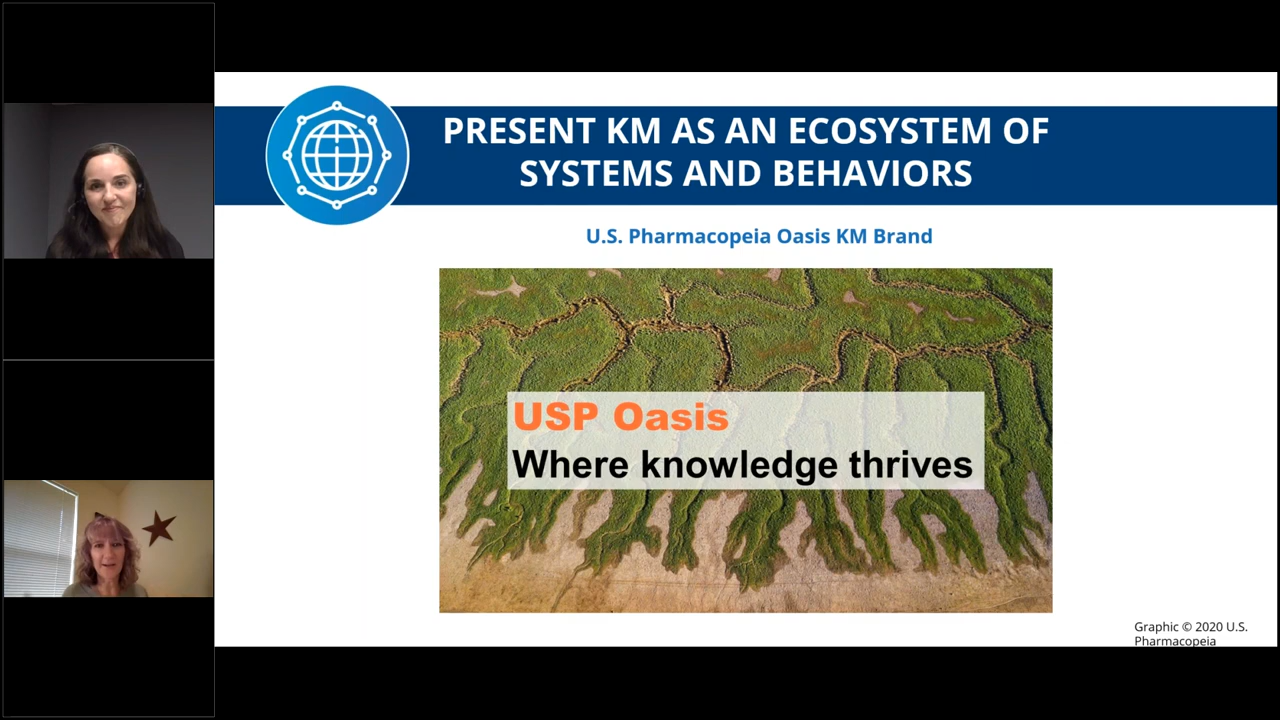 PRESENT KM AS AN ECOSYSTEM OF
SYSTEMS AND BEHAVIORS
U.S. Pharmacopeia Oasis KM Brand
USP Oasis
Where knowledge thrives
Graphic © 2020 U.S.
Pharmacopeia